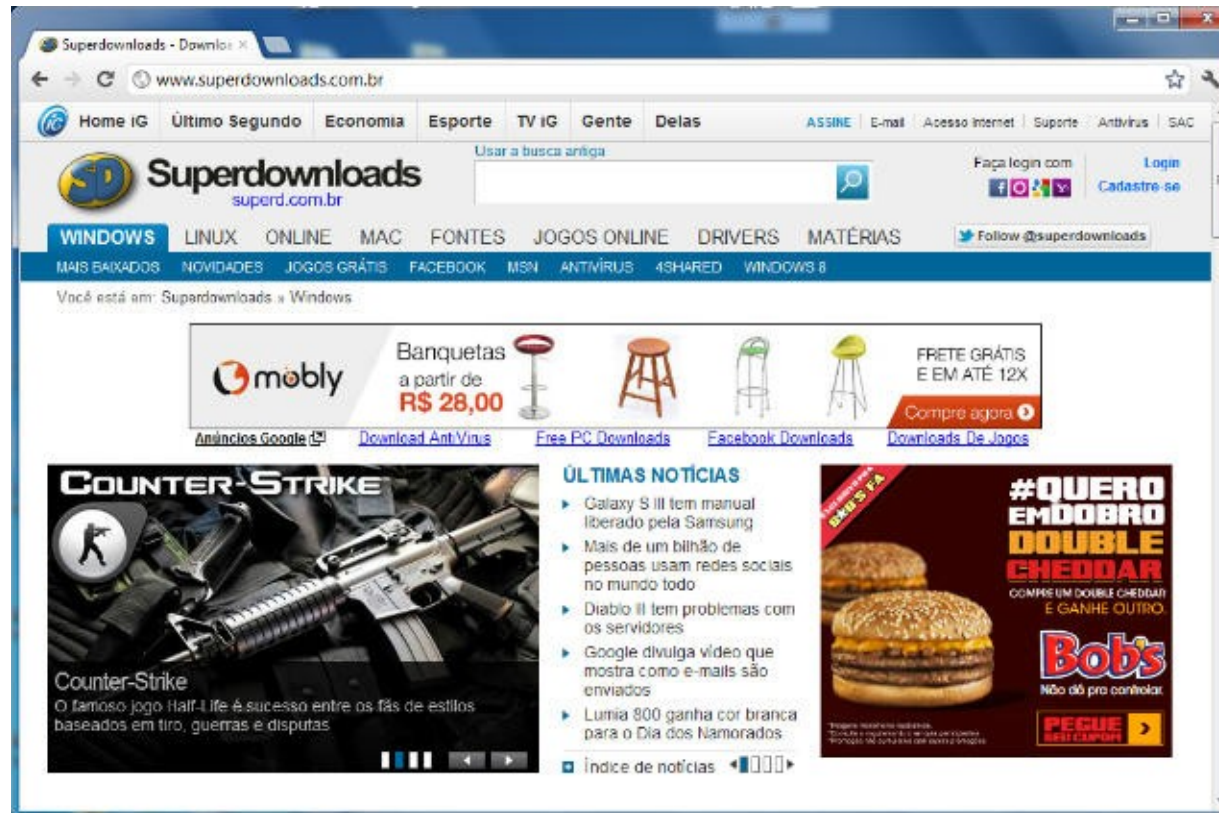 Superdownloads - Downloa
www.superdownloads.com.br
Home iG Último Segundo Economia Esporte TV iG Gente Delas ASSINE E-mail Acesso Internet Suporte Antivírus SAC
Usar a busca antiga
SD Superdownloads
superd.com.br
Faça login com Login
Cadastre-se
WINDOWS LINUX ONLINE MAC FONTES JOGOS ONLINE DRIVERS MATÉRIAS Follow @superdownloads
MAIS BAIXADOS NOVIDADES JOGOS GRÁTIS FACEBOOK MSN ANTIVÍRUS 4SHARED WINDOWS 8
Você está em: Superdownloads » Windows
mobly
Banquetas
a partir de
R$ 28,00
FRETE GRÁTIS
E EM ATÉ 12X
Compre agora
Anúncios Google Download AntiVirus Free PC Downloads Facebook Downloads Downloads De Jogos
COUNTER-STRIKE
Counter-Strike
O famoso jogo Half-Life é sucesso entre os fãs de estilos
baseados em tiro, guerras e disputas
ÚLTIMAS NOTÍCIAS
Galaxy S III tem manual
liberado pela Samsung
Mais de um bilhão de
pessoas usam redes sociais
no mundo todo
Diablo III tem problemas com
os servidores
Google divulga vídeo que
mostra como e-mails são
enviados
Lumia 800 ganha cor branca
para o Dia dos Namorados
Índice de notícias
BOB'S FÃ
#QUERO
EMDOBRO
DOUBLE
CHEDDAR
COMPRE UM DOUBLE CHEDDAR
E GANHE OUTRO.
Bob's
Não dá pra controlar.
PEGUE
SEU CUPOM